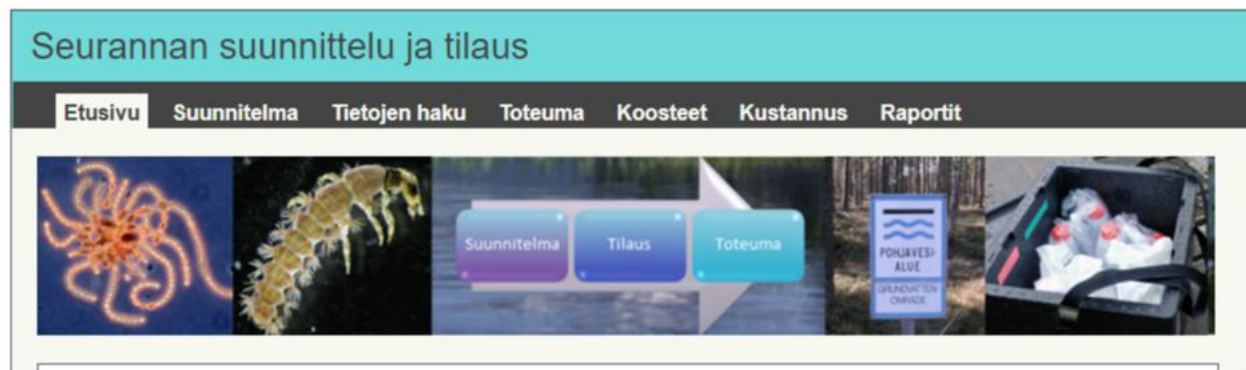 Seurannan suunnittelu ja tilaus
Etusivu Suunnitelma Tietojen haku Toteuma Koosteet Kustannus Raportit
Suunnitelma Tilaus Toteuma
POHJAVESI-
ALUE
GRUNDVATTEN-
OMRÅDE